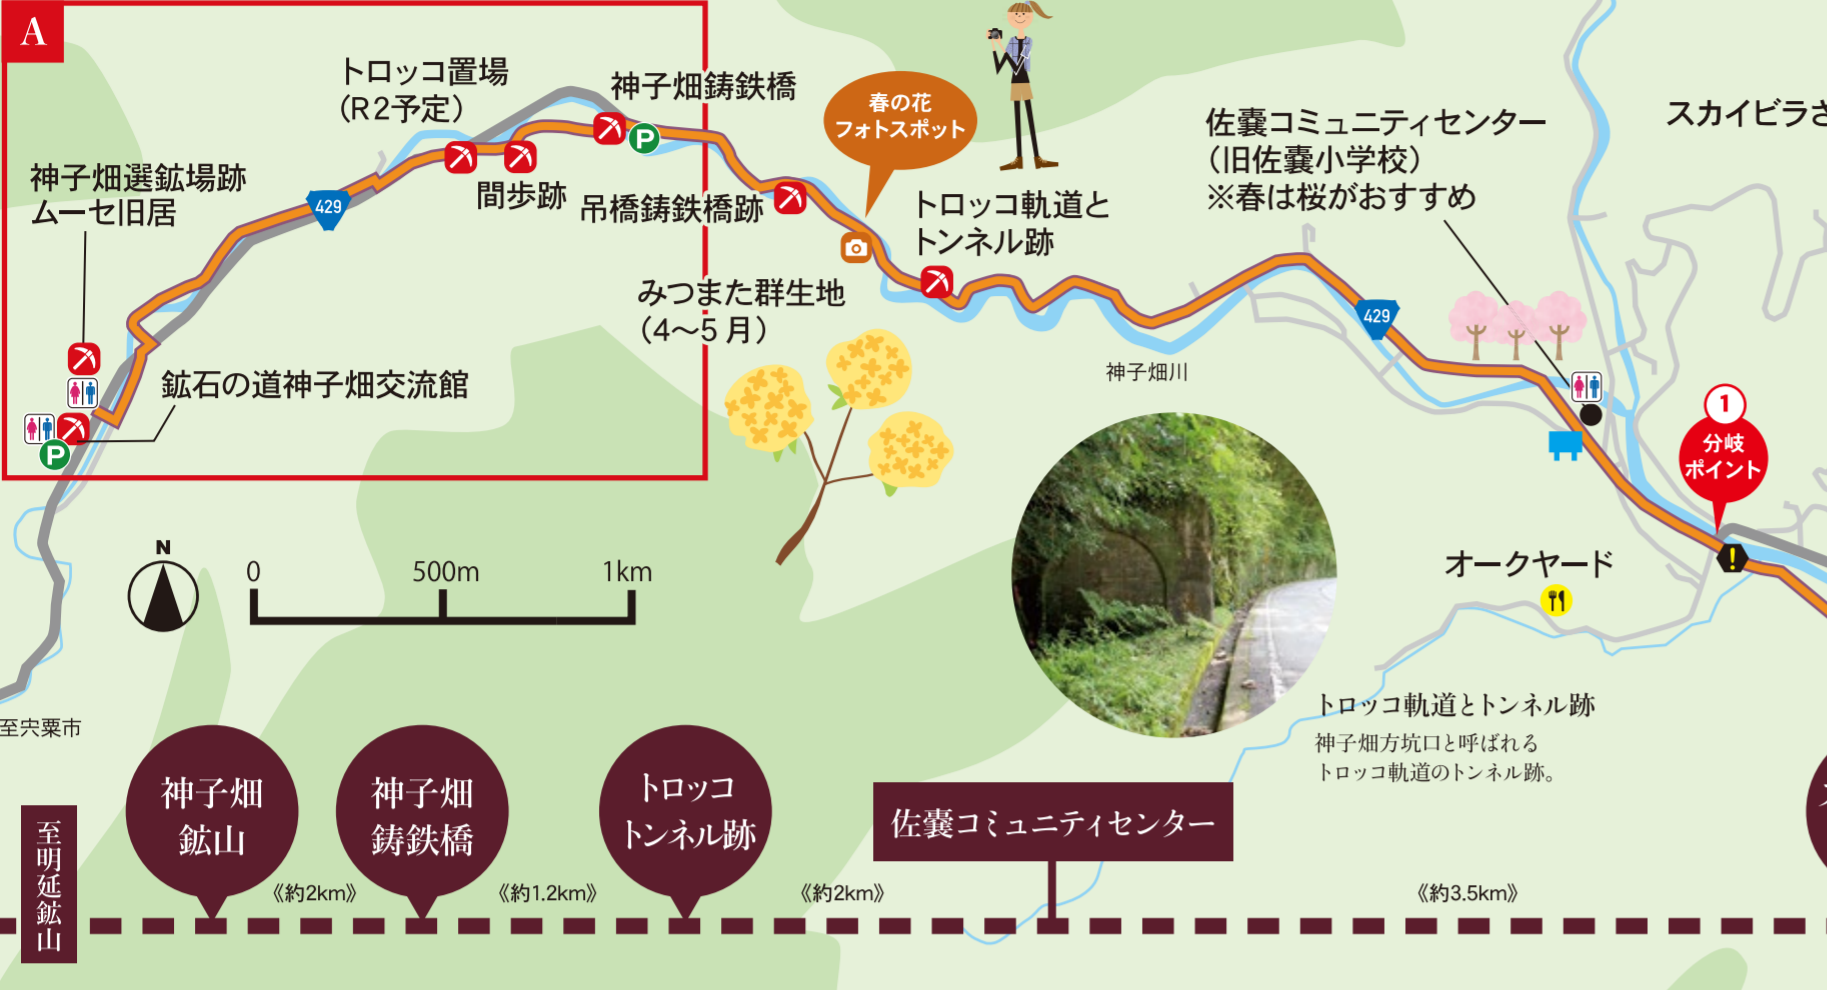 A
トロッコ置場
（R2予定）
神子畑鋳鉄橋
P
春の花
フォトスポット
佐嚢コミュニティセンター
（旧佐嚢小学校）
※春は桜がおすすめ
スカイビラさ
神子畑選鉱場跡
ムーセ旧居
429
間歩跡
吊橋鋳鉄橋跡
トロッコ軌道と
トンネル跡
みつまた群生地
（4〜5月）
429
神子畑川
鉱石の道神子畑交流館
P
1
分岐
ポイント
!
オークヤード
N
0 500m 1km
至宍粟市
トロッコ軌道とトンネル跡
神子畑方坑口と呼ばれる
トロッコ軌道のトンネル跡。
至明延鉱山
神子畑
鉱山
《約2km》
神子畑
鋳鉄橋
《約1.2km》
トロッコ
トンネル跡
《約2km》
佐嚢コミュニティセンター
《約3.5km》